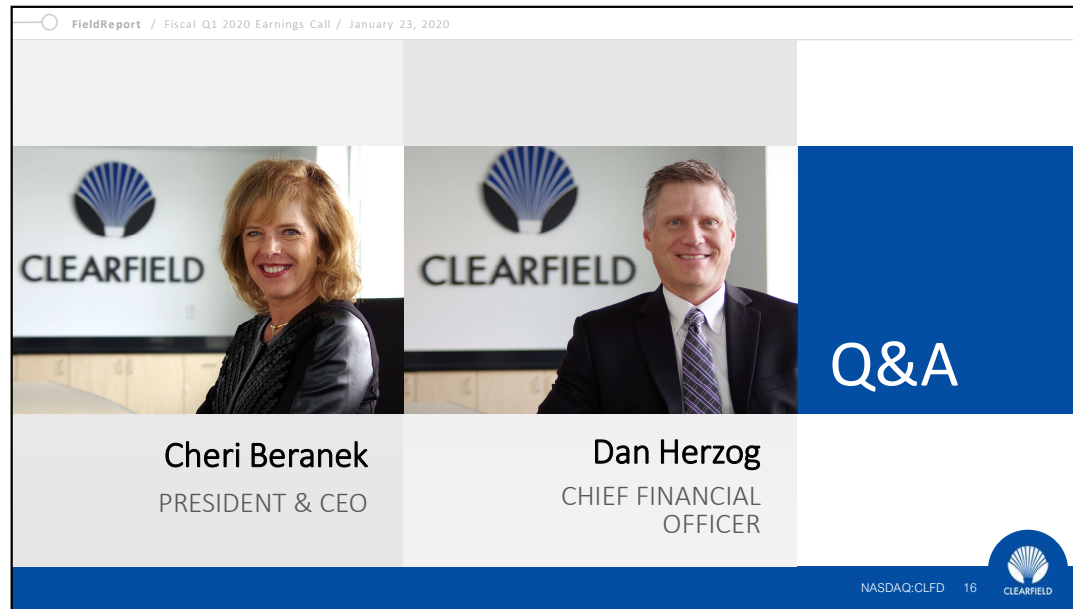 FieldReport / Fiscal Q1 2020 Earnings Call / January 23, 2020
CLEARFIELD
CLEARFIELD
Q&A
Cheri Beranek
PRESIDENT & CEO
Dan Herzog
CHIEF FINANCIAL
OFFICER
NASDAQ:CLFD 16
CLEARFIELD